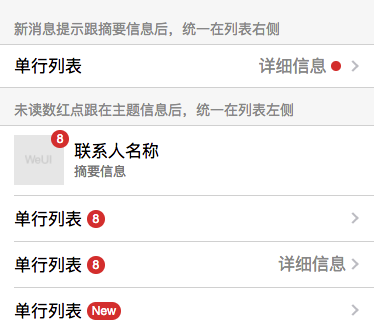 新消息提示跟摘要信息后，统一在列表右侧
单行列表 详细信息
未读数红点跟在主题信息后，统一在列表左侧
8
WeUI 联系人名称
摘要信息
单行列表 8
单行列表 8 详细信息
单行列表 New